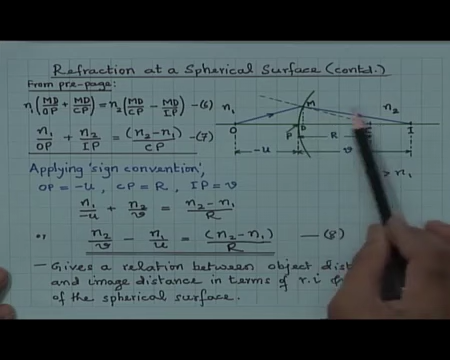 Refraction at a Spherical Surface (contd.)
From pre-page:
n₁(MD/OP + MD/CP) = n₂(MD/CP − MD/IP) –(6)
n₁/OP + n₂/IP = (n₂−n₁)/CP –(7)
Applying 'sign convention'
OP = −u, CP = R, IP = v
n₁/−u + n₂/v = n₂−n₁/R
or n₂/v − n₁/u = (n₂−n₁)/R —(8)
— Gives a relation between object
and image distance in terms of r.i
of the spherical surface.
n₁ M n₂
O P D I
−u R v
> n₁